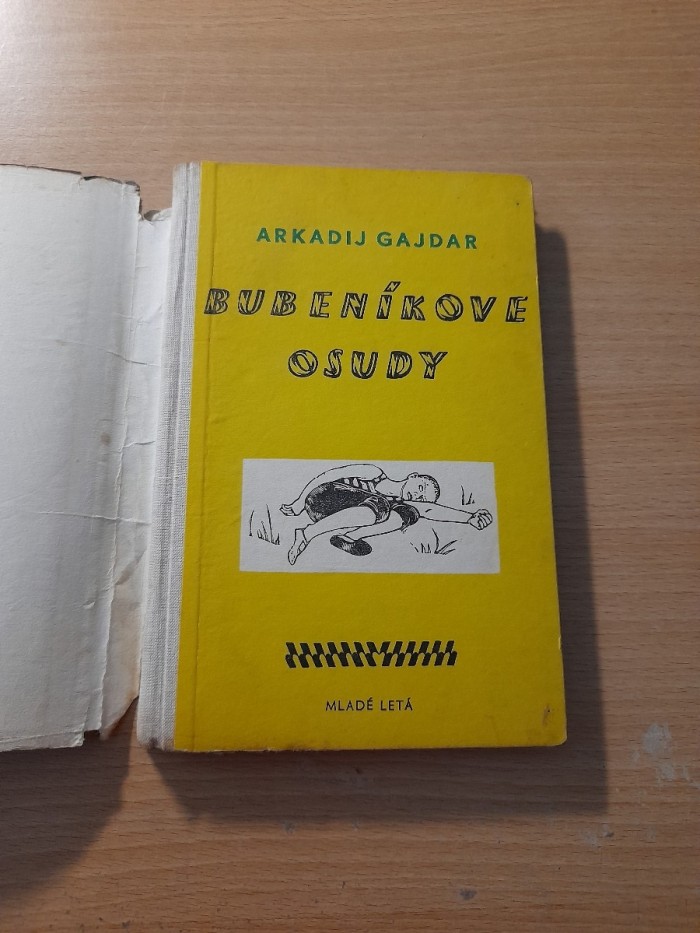 ARKADIJ GAJDAR
BUBENÍKOVE
OSUDY
MLADÉ LETÁ